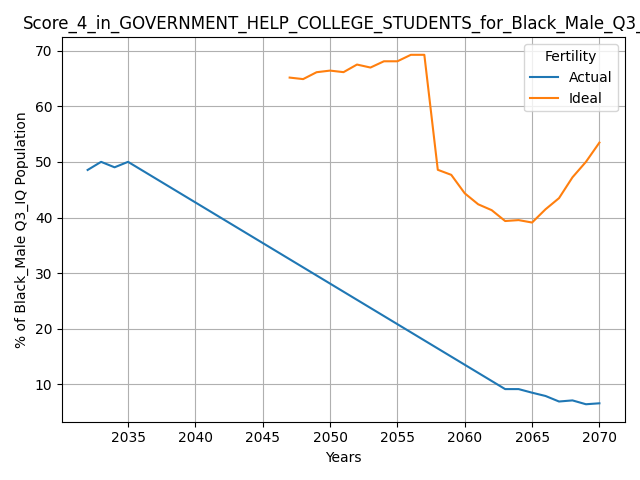 Score_4_in_GOVERNMENT_HELP_COLLEGE_STUDENTS_for_Black_Male_Q3_
Fertility
Actual
Ideal
% of Black_Male Q3_IQ Population
70
60
50
40
30
20
10
2035
2040
2045
2050
2055
2060
2065
2070
Years